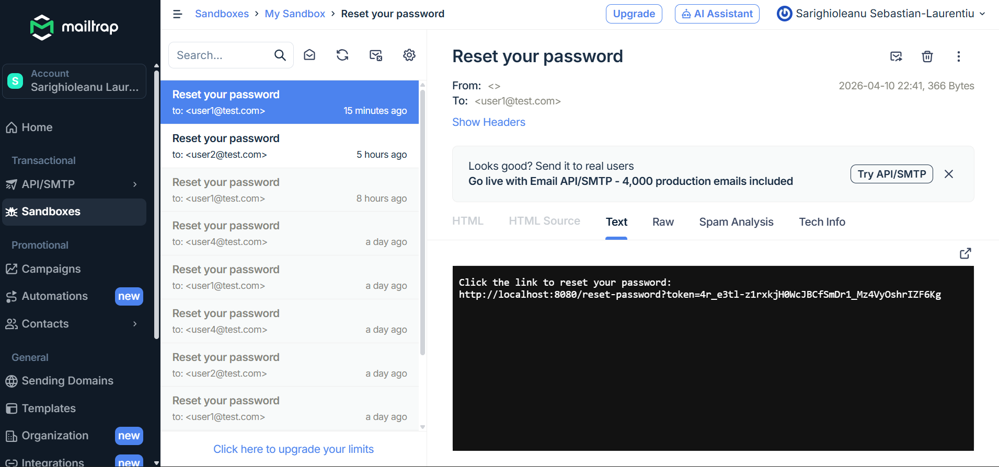 mailtrap
Account
S
Sarighioleanu Laur...
Home
Transactional
API/SMTP
Sandboxes
Promotional
Campaigns
Automations new
Contacts
General
Sending Domains
Templates
Organization new
Integrations new
Sandboxes > My Sandbox > Reset your password
Upgrade
AI Assistant
Sarighioleanu Sebastian-Laurentiu
Search...
Reset your password
to: <user1@test.com> 15 minutes ago
Reset your password
to: <user2@test.com> 5 hours ago
Reset your password
to: <user1@test.com> 8 hours ago
Reset your password
to: <user4@test.com> a day ago
Reset your password
to: <user1@test.com> a day ago
Reset your password
to: <user4@test.com> a day ago
Reset your password
to: <user2@test.com> a day ago
Reset your password
to: <user1@test.com> a day ago
Click here to upgrade your limits
Reset your password
From: <> 2026-04-10 22:41, 366 Bytes
To: <user1@test.com>
Show Headers
Looks good? Send it to real users
Go live with Email API/SMTP - 4,000 production emails included
Try API/SMTP
HTML HTML Source Text Raw Spam Analysis Tech Info
Click the link to reset your password:
http://localhost:8080/reset-password?token=4r_e3tl-z1rxkjH0WcJBCfSmDr1_Mz4VyOshrIZF6Kg